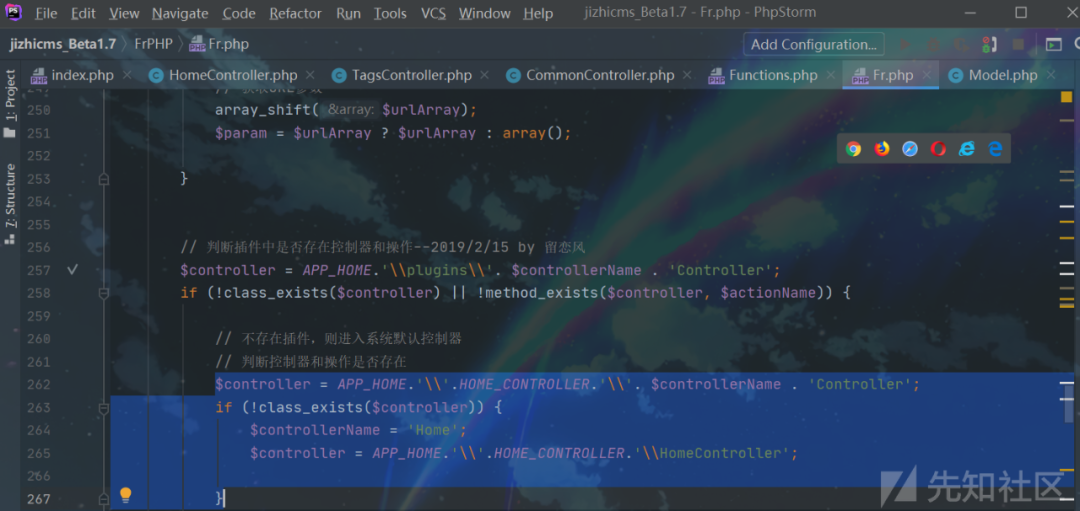 File Edit View Navigate Code Refactor Run Tools VCS Window Help jizhicms_Beta1.7 - Fr.php - PhpStorm
jizhicms_Beta1.7 FrPHP Fr.php Add Configuration...
index.php HomeController.php TagsController.php CommonController.php Functions.php Fr.php Model.php
1: Project
7: Structure
// 获取URL参数
250 array_shift( &array: $urlArray);
251 $param = $urlArray ? $urlArray : array();
252
253 }
254
255
256 // 判断插件中是否存在控制器和操作--2019/2/15 by 留恋风
257 $controller = APP_HOME.'\\plugins\\'. $controllerName . 'Controller';
258 if (!class_exists($controller) || !method_exists($controller, $actionName)) {
259
260 // 不存在插件，则进入系统默认控制器
261 // 判断控制器和操作是否存在
262 $controller = APP_HOME.'\\'.HOME_CONTROLLER.'\\'. $controllerName . 'Controller';
263 if (!class_exists($controller)) {
264 $controllerName = 'Home';
265 $controller = APP_HOME.'\\'.HOME_CONTROLLER.'\\HomeController';
266
267 }
先知社区